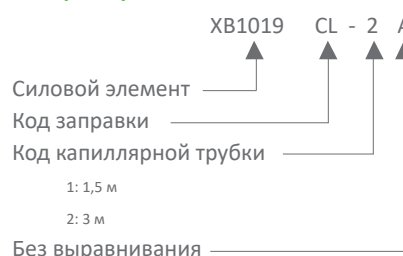 XB1019 CL - 2 A
Силовой элемент
Код заправки
Код капиллярной трубки
1: 1,5 м
2: 3 м
Без выравнивания